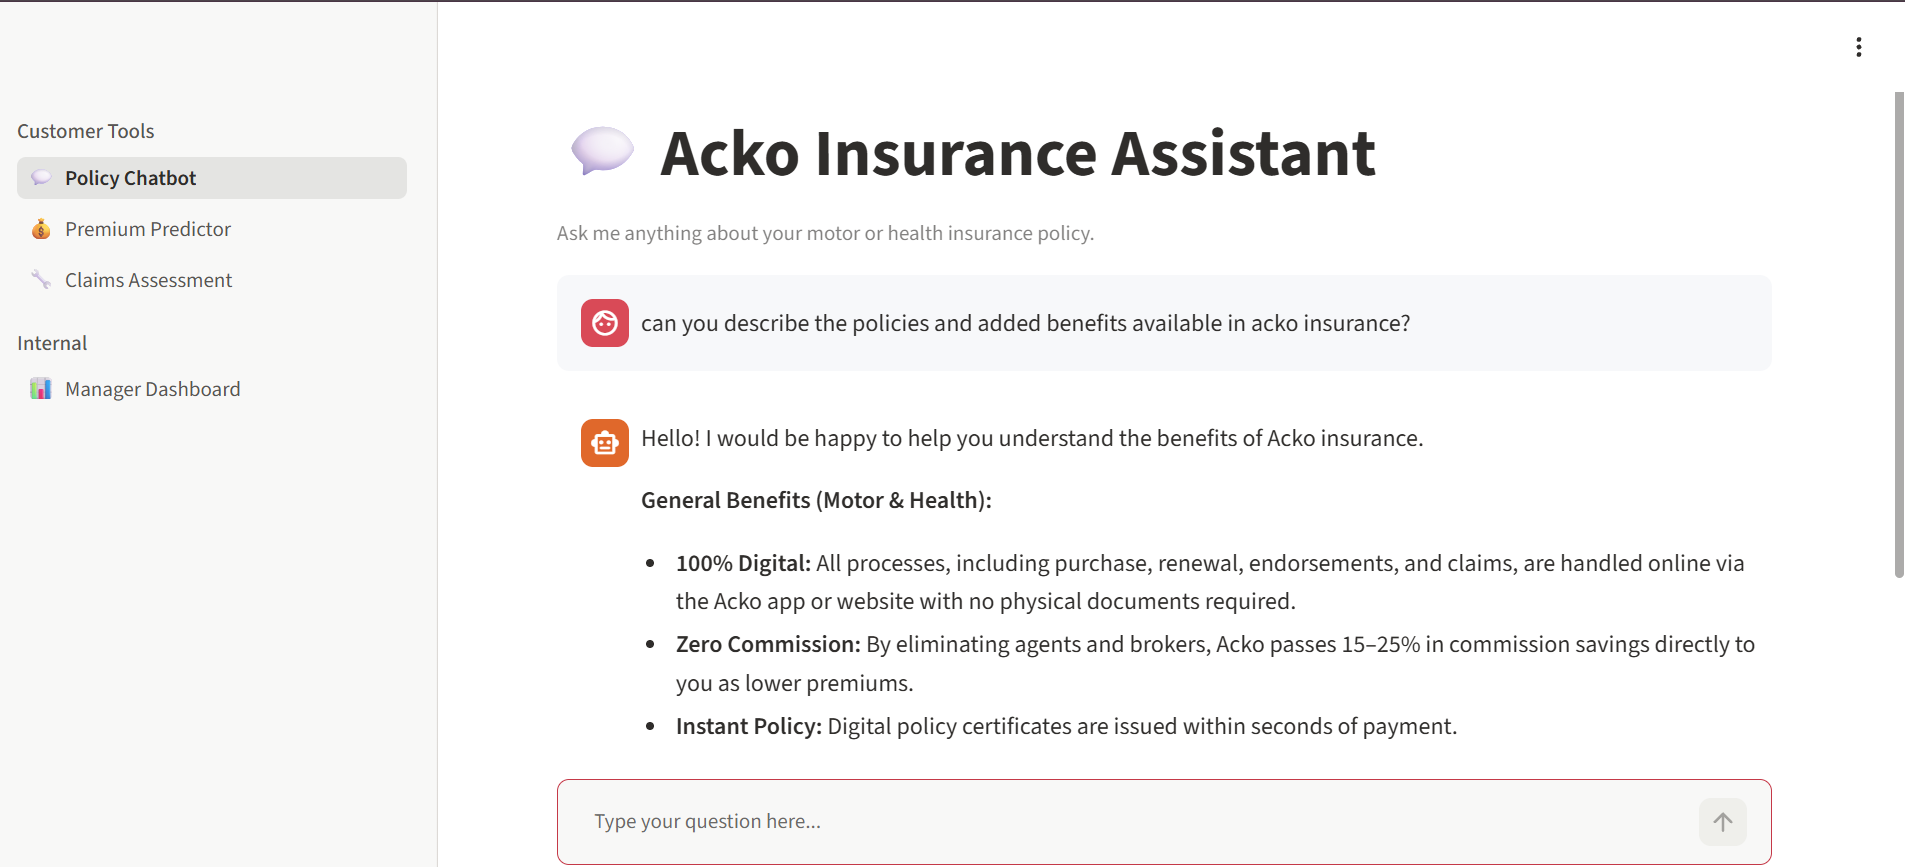 Customer Tools
Policy Chatbot
Premium Predictor
Claims Assessment
Internal
Manager Dashboard
Acko Insurance Assistant
Ask me anything about your motor or health insurance policy.
can you describe the policies and added benefits available in acko insurance?
Hello! I would be happy to help you understand the benefits of Acko insurance.
General Benefits (Motor & Health):
• 100% Digital: All processes, including purchase, renewal, endorsements, and claims, are handled online via
the Acko app or website with no physical documents required.
• Zero Commission: By eliminating agents and brokers, Acko passes 15–25% in commission savings directly to
you as lower premiums.
• Instant Policy: Digital policy certificates are issued within seconds of payment.
Type your question here...